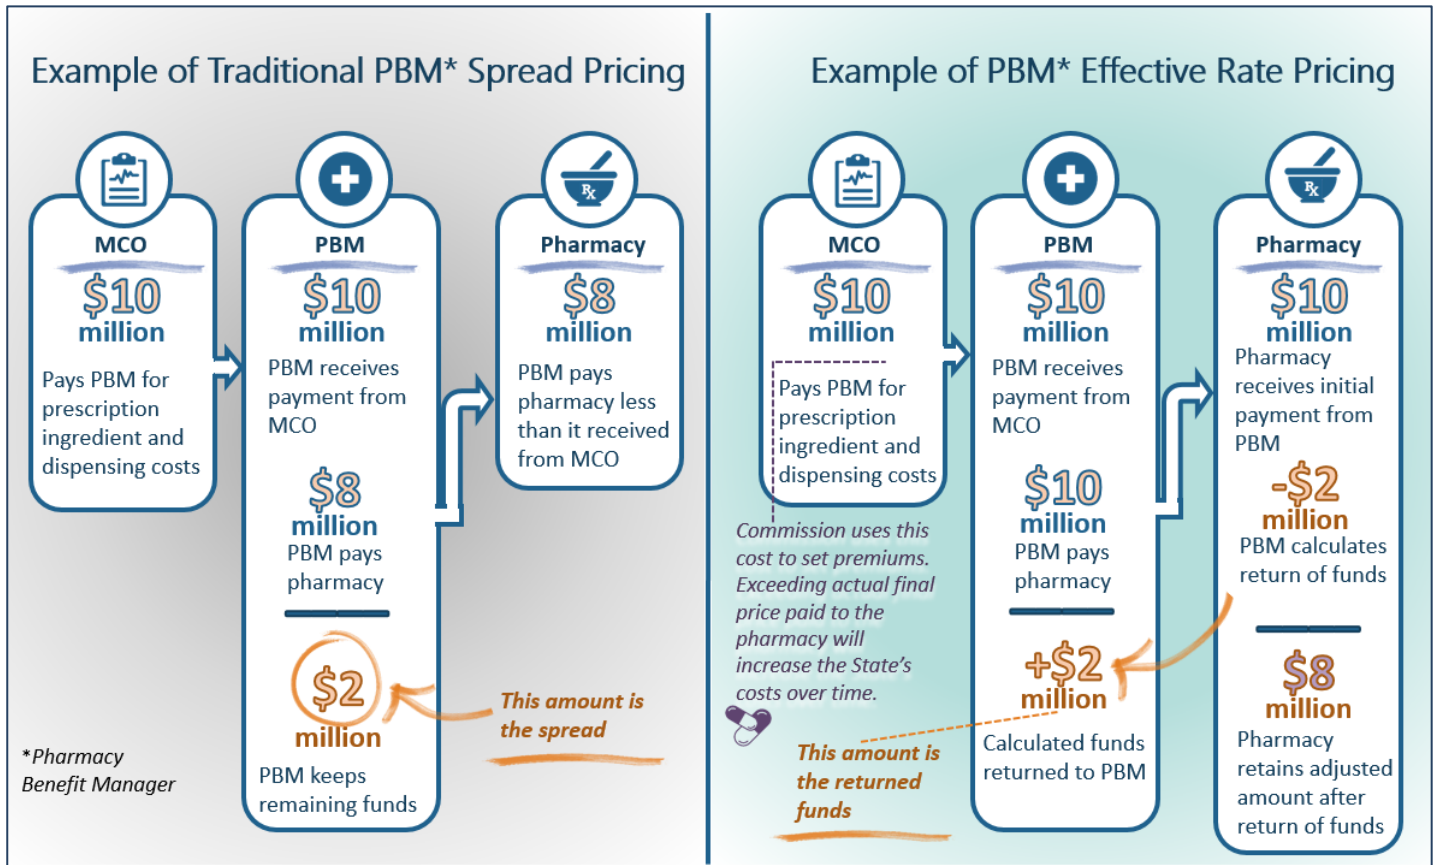 Example of Traditional PBM* Spread Pricing
MCO
$10
million
Pays PBM for
prescription
ingredient and
dispensing costs
PBM
$10
million
PBM receives
payment from
MCO
$8
million
PBM pays
pharmacy
$2
million
PBM keeps
remaining funds
Rx
Pharmacy
$8
million
PBM pays
pharmacy less
than it received
from MCO
This amount is
the spread
*Pharmacy
Benefit Manager
Example of PBM* Effective Rate Pricing
MCO
$10
million
Pays PBM for
prescription
ingredient and
dispensing costs
Commission uses this
cost to set premiums.
Exceeding actual final
price paid to the
pharmacy will
increase the State's
costs over time.
PBM
$10
million
PBM receives
payment from
MCO
$10
million
PBM pays
pharmacy
+$2
million
Calculated funds
returned to PBM
This amount is
the returned
funds
Rx
Pharmacy
$10
million
Pharmacy
receives initial
payment from
PBM
-$2
million
PBM calculates
return of funds
$8
million
Pharmacy
retains adjusted
amount after
return of funds